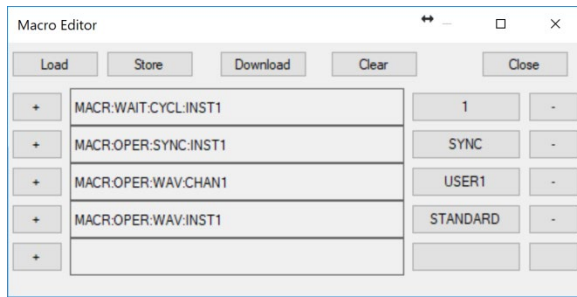 Macro Editor
Load Store Download Clear Close
+ MACR:WAIT:CYCL:INST1 1 -
+ MACR:OPER:SYNC:INST1 SYNC -
+ MACR:OPER:WAV:CHAN1 USER1 -
+ MACR:OPER:WAV:INST1 STANDARD -
+